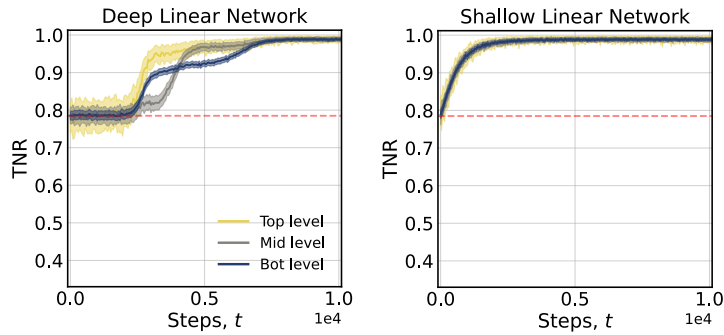 Deep Linear Network
TNR
1.0
0.9
0.8
0.7
0.6
0.5
0.4
Top level
Mid level
Bot level
0.0
0.5
1.0
Steps, t
1e4
Shallow Linear Network
TNR
1.0
0.9
0.8
0.7
0.6
0.5
0.4
0.0
0.5
1.0
Steps, t
1e4